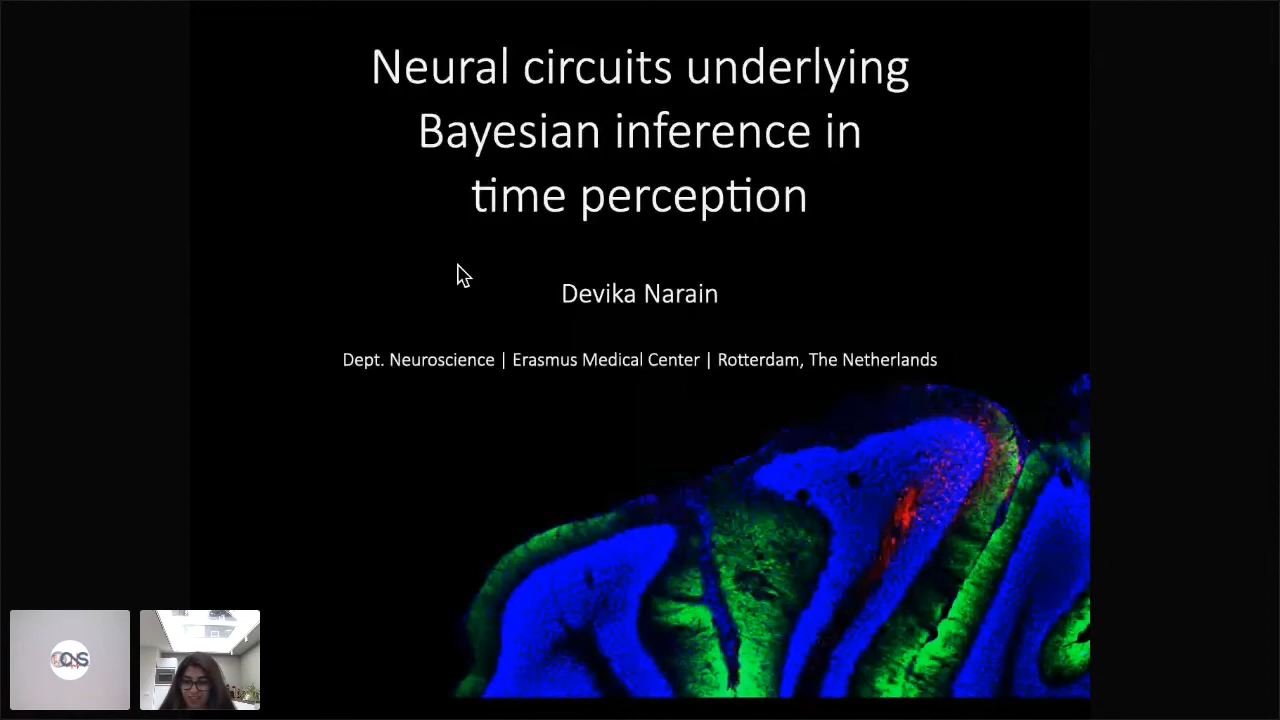 Neural circuits underlying
Bayesian inference in
time perception
Devika Narain
Dept. Neuroscience | Erasmus Medical Center | Rotterdam, The Netherlands